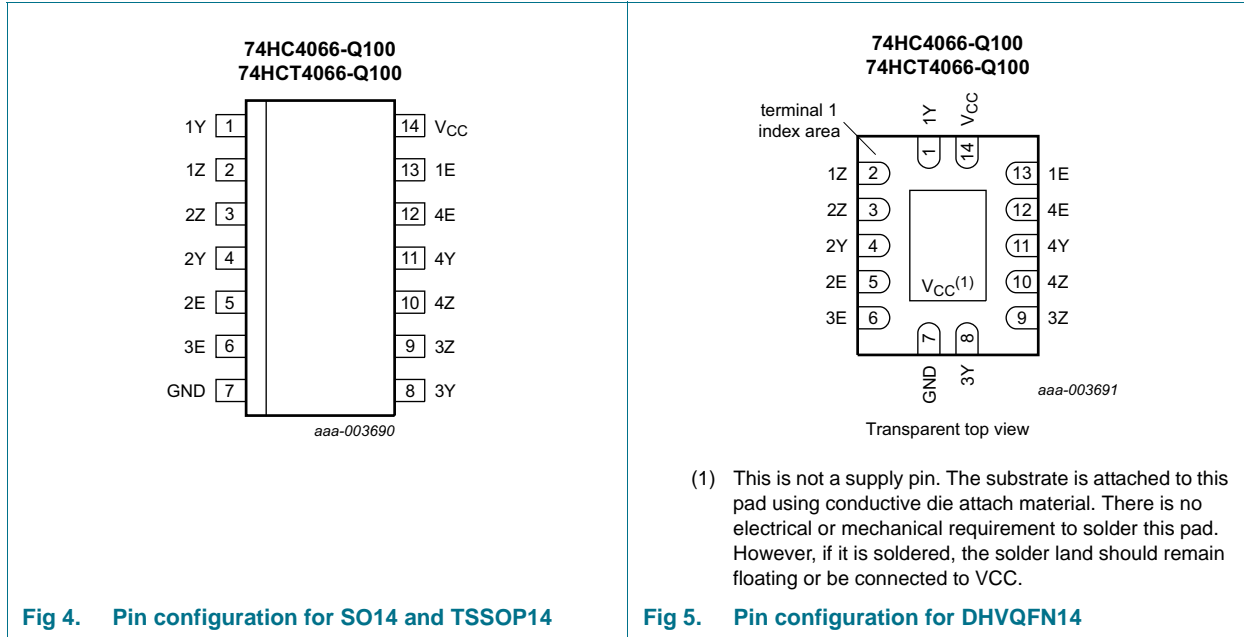 74HC4066-Q100
74HCT4066-Q100
1Y 1
14 VCC
1Z 2
13 1E
2Z 3
12 4E
2Y 4
11 4Y
2E 5
10 4Z
3E 6
9 3Z
GND 7
8 3Y
aaa-003690
Fig 4. Pin configuration for SO14 and TSSOP14
74HC4066-Q100
74HCT4066-Q100
terminal 1
index area
1Y
VCC
1
14
1Z 2
13 1E
2Z 3
12 4E
2Y 4
11 4Y
2E 5
10 4Z
VCC(1)
3E 6
9 3Z
7
8
GND
3Y
aaa-003691
Transparent top view
(1) This is not a supply pin. The substrate is attached to this
pad using conductive die attach material. There is no
electrical or mechanical requirement to solder this pad.
However, if it is soldered, the solder land should remain
floating or be connected to VCC.
Fig 5. Pin configuration for DHVQFN14